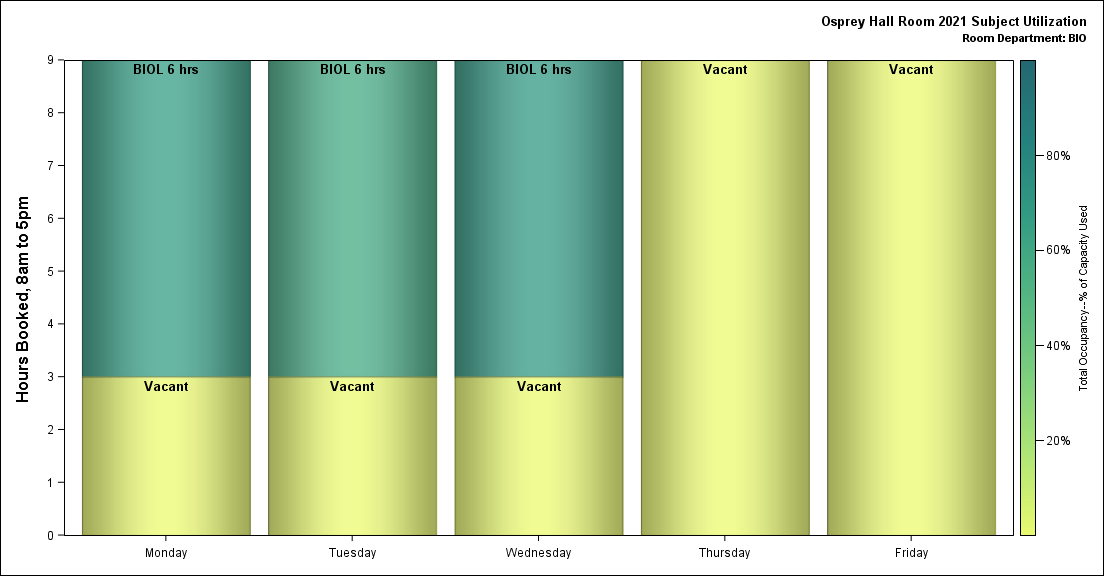 Osprey Hall Room 2021 Subject Utilization
Room Department: BIO
Hours Booked, 8am to 5pm
9
8
7
6
5
4
3
2
1
0
BIOL 6 hrs
BIOL 6 hrs
BIOL 6 hrs
Vacant
Vacant
Vacant
Vacant
Vacant
Monday
Tuesday
Wednesday
Thursday
Friday
80%
60%
40%
20%
Total Occupancy--% of Capacity Used